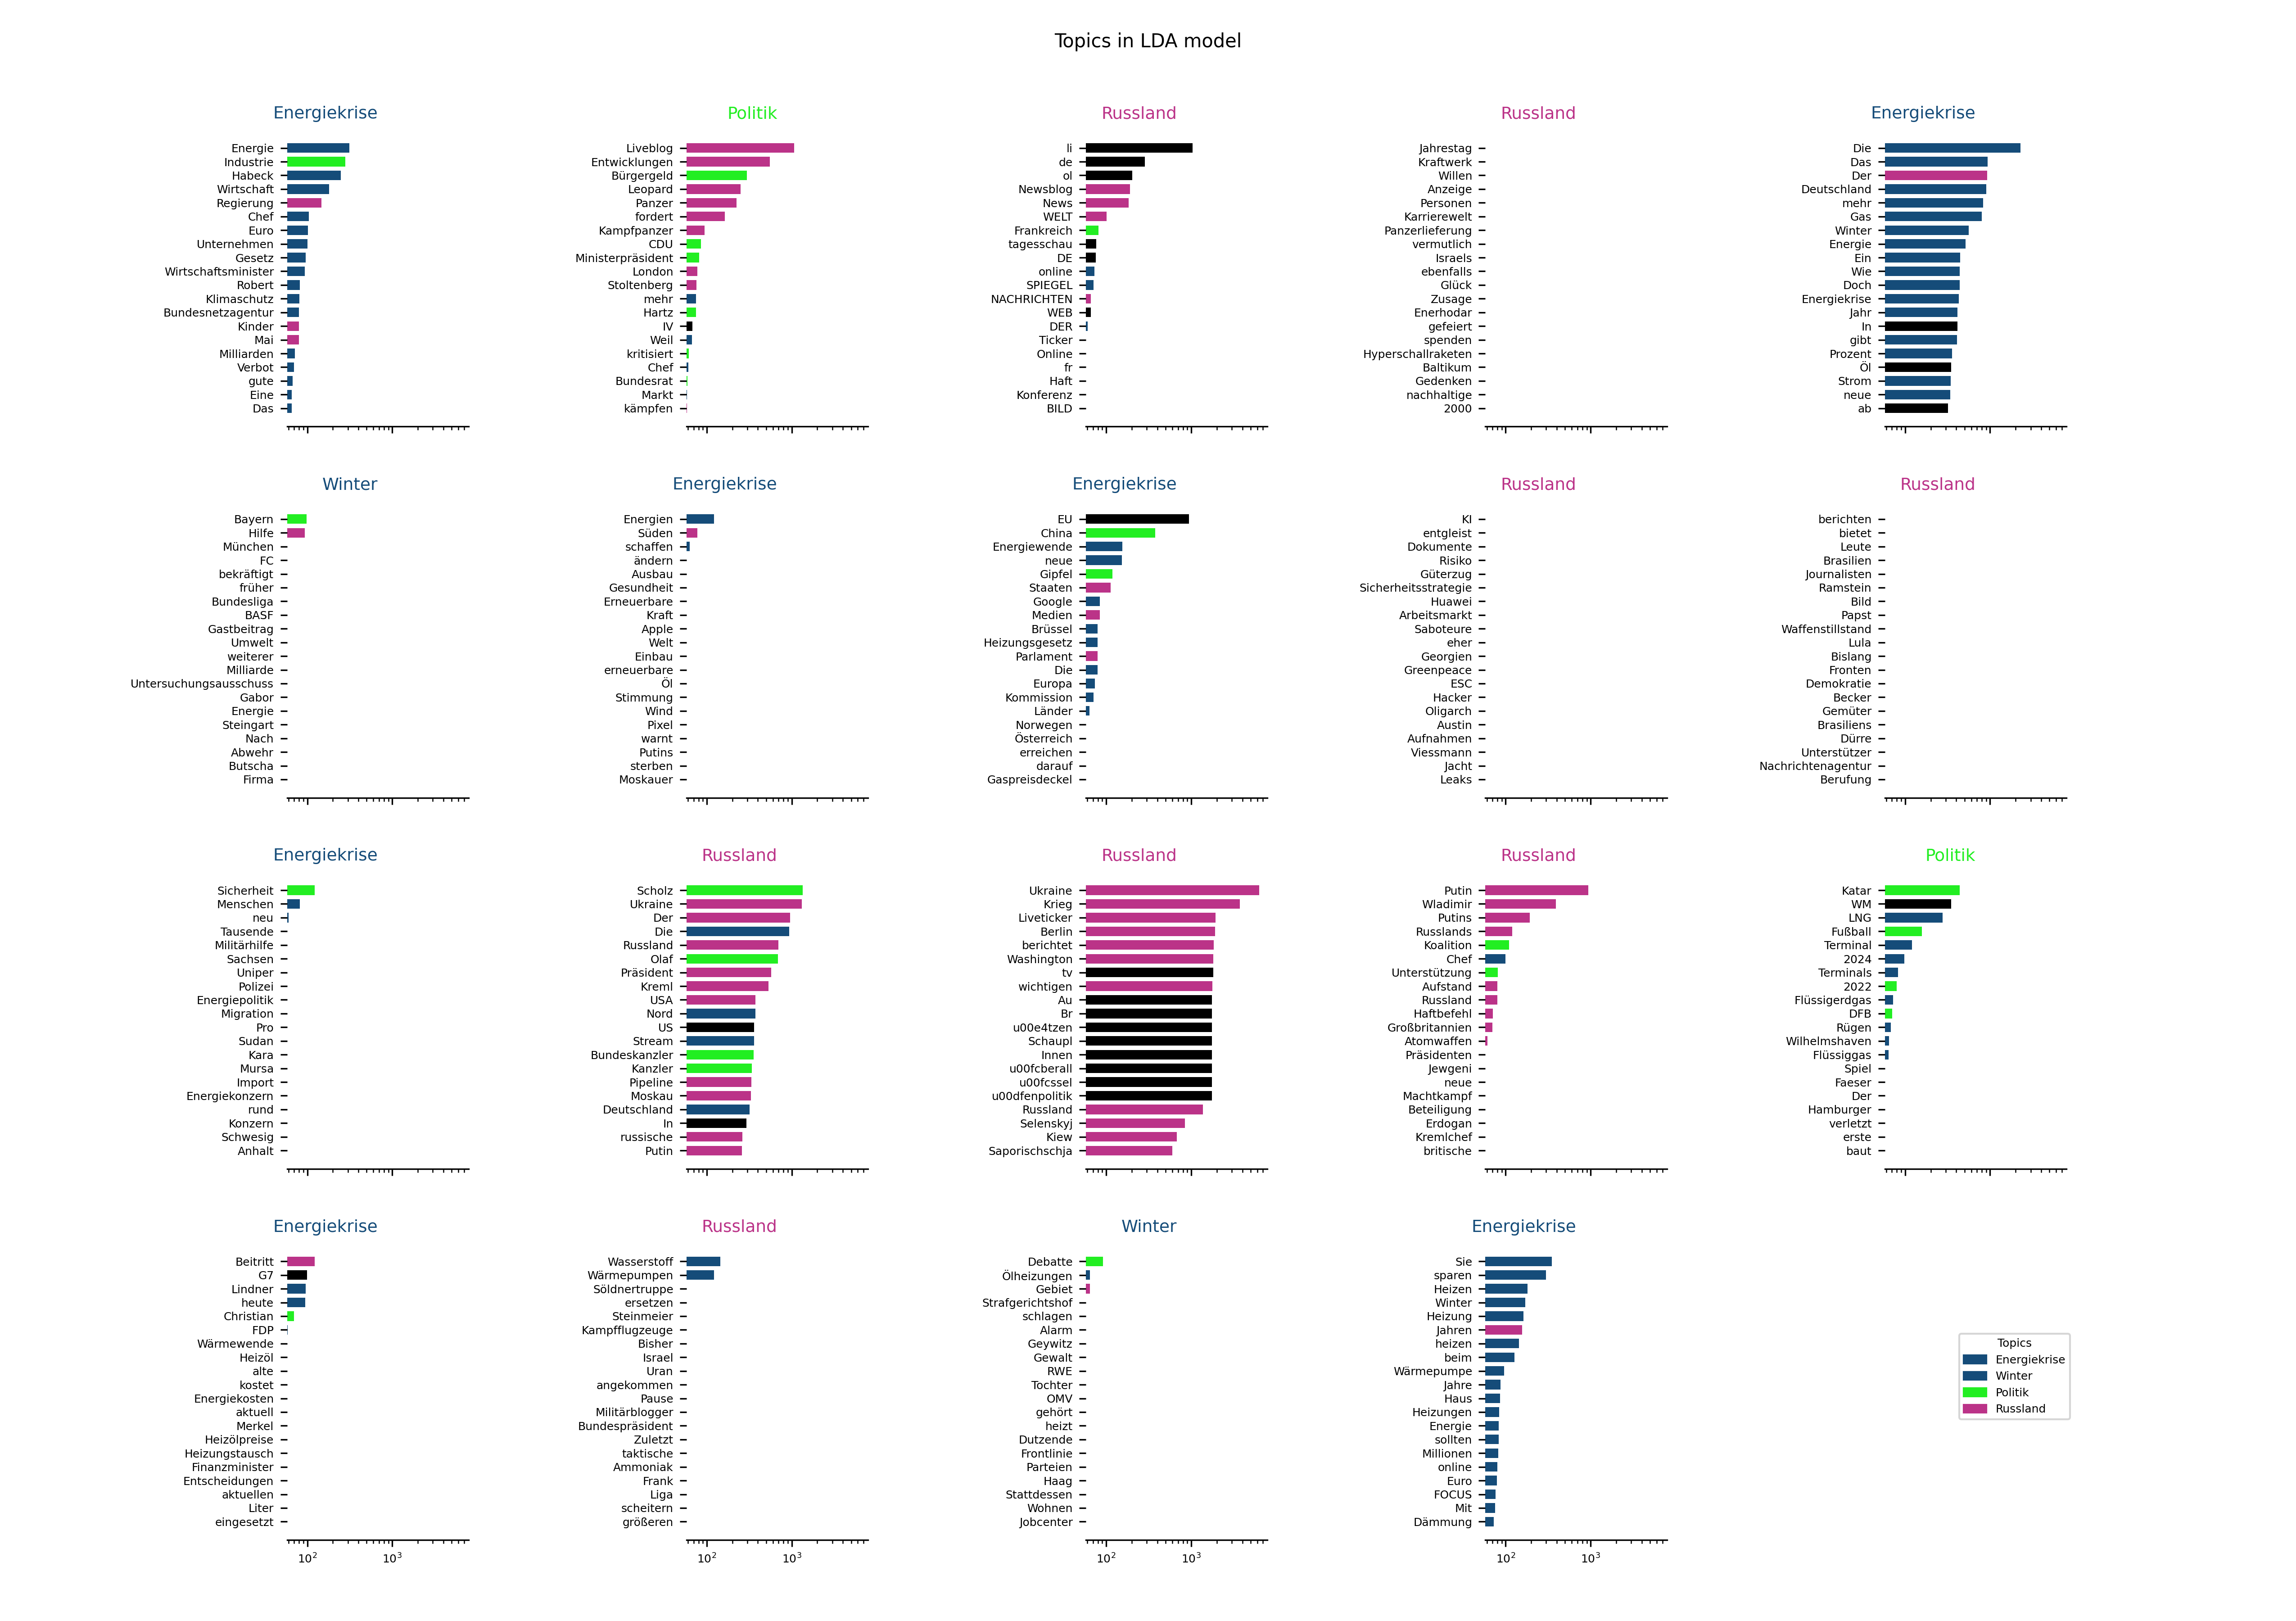 Topics in LDA model
Energiekrise
Energie
Industrie
Habeck
Wirtschaft
Regierung
Chef
Euro
Unternehmen
Gesetz
Wirtschaftsminister
Robert
Klimaschutz
Bundesnetzagentur
Kinder
Mai
Milliarden
Verbot
gute
Eine
Das
Politik
Liveblog
Entwicklungen
Bürgergeld
Leopard
Panzer
fordert
Kampfpanzer
CDU
Ministerpräsident
London
Stoltenberg
mehr
Hartz
IV
Weil
kritisiert
Chef
Bundesrat
Markt
kämpfen
Russland
li
de
ol
Newsblog
News
WELT
Frankreich
tagesschau
DE
online
SPIEGEL
NACHRICHTEN
WEB
DER
Ticker
Online
fr
Haft
Konferenz
BILD
Russland
Jahrestag
Kraftwerk
Willen
Anzeige
Personen
Karrierewelt
Panzerlieferung
vermutlich
Israels
ebenfalls
Glück
Zusage
Enerhodar
gefeiert
spenden
Hyperschallraketen
Baltikum
Gedenken
nachhaltige
2000
Energiekrise
Die
Das
Der
Deutschland
mehr
Gas
Winter
Energie
Ein
Wie
Doch
Energiekrise
Jahr
In
gibt
Prozent
Öl
Strom
neue
ab
Winter
Bayern
Hilfe
München
FC
bekräftigt
früher
Bundesliga
BASF
Gastbeitrag
Umwelt
weiterer
Milliarde
Untersuchungsausschuss
Gabor
Energie
Steingart
Nach
Abwehr
Butscha
Firma
Energiekrise
Energien
Süden
schaffen
ändern
Ausbau
Gesundheit
Erneuerbare
Kraft
Apple
Welt
Einbau
erneuerbare
Öl
Stimmung
Wind
Pixel
warnt
Putins
sterben
Moskauer
Energiekrise
EU
China
Energiewende
neue
Gipfel
Staaten
Google
Medien
Brüssel
Heizungsgesetz
Parlament
Die
Europa
Kommission
Länder
Norwegen
Österreich
erreichen
darauf
Gaspreisdeckel
Russland
KI
entgleist
Dokumente
Risiko
Güterzug
Sicherheitsstrategie
Huawei
Arbeitsmarkt
Saboteure
eher
Georgien
Greenpeace
ESC
Hacker
Oligarch
Austin
Aufnahmen
Viessmann
Jacht
Leaks
Russland
berichten
bietet
Leute
Brasilien
Journalisten
Ramstein
Bild
Papst
Waffenstillstand
Lula
Bislang
Fronten
Demokratie
Becker
Gemüter
Brasiliens
Dürre
Unterstützer
Nachrichtenagentur
Berufung
Energiekrise
Sicherheit
Menschen
neu
Tausende
Militärhilfe
Sachsen
Uniper
Polizei
Energiepolitik
Migration
Pro
Sudan
Kara
Mursa
Import
Energiekonzern
rund
Konzern
Schwesig
Anhalt
Russland
Scholz
Ukraine
Der
Die
Russland
Olaf
Präsident
Kreml
USA
Nord
US
Stream
Bundeskanzler
Kanzler
Pipeline
Moskau
Deutschland
In
russische
Putin
Russland
Ukraine
Krieg
Liveticker
Berlin
berichtet
Washington
tv
wichtigen
Au
Br
u00e4tzen
Schaupl
Innen
u00fcberall
u00fcssel
u00dfenpolitik
Russland
Selenskyj
Kiew
Saporischschja
Russland
Putin
Wladimir
Putins
Russlands
Koalition
Chef
Unterstützung
Aufstand
Russland
Haftbefehl
Großbritannien
Atomwaffen
Präsidenten
Jewgeni
neue
Machtkampf
Beteiligung
Erdogan
Kremlchef
britische
Politik
Katar
WM
LNG
Fußball
Terminal
2024
Terminals
2022
Flüssigerdgas
DFB
Rügen
Wilhelmshaven
Flüssiggas
Spiel
Faeser
Der
Hamburger
verletzt
erste
baut
Energiekrise
Beitritt
G7
Lindner
heute
Christian
FDP
Wärmewende
Heizöl
alte
kostet
Energiekosten
aktuell
Merkel
Heizölpreise
Heizungstausch
Finanzminister
Entscheidungen
aktuellen
Liter
eingesetzt
10² 10³
Russland
Wasserstoff
Wärmepumpen
Söldnertruppe
ersetzen
Steinmeier
Kampfflugzeuge
Bisher
Israel
Uran
angekommen
Pause
Militärblogger
Bundespräsident
Zuletzt
taktische
Ammoniak
Frank
Liga
scheitern
größeren
10² 10³
Winter
Debatte
Ölheizungen
Gebiet
Strafgerichtshof
schlagen
Alarm
Geywitz
Gewalt
RWE
Tochter
OMV
gehört
heizt
Dutzende
Frontlinie
Parteien
Haag
Stattdessen
Wohnen
Jobcenter
10² 10³
Energiekrise
Sie
sparen
Heizen
Winter
Heizung
Jahren
heizen
beim
Wärmepumpe
Jahre
Haus
Heizungen
Energie
sollten
Millionen
online
Euro
FOCUS
Mit
Dämmung
10² 10³
Topics
Energiekrise
Winter
Politik
Russland